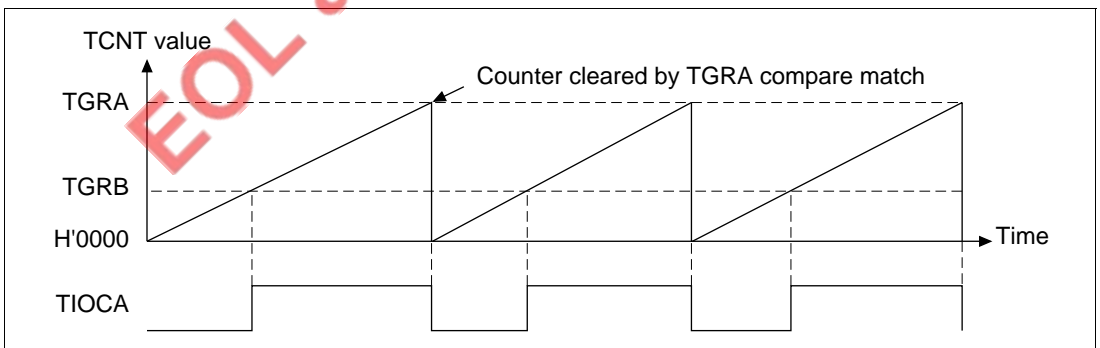 TCNT value
Counter cleared by TGRA compare match
TGRA
TGRB
H'0000
Time
TIOCA
EOL